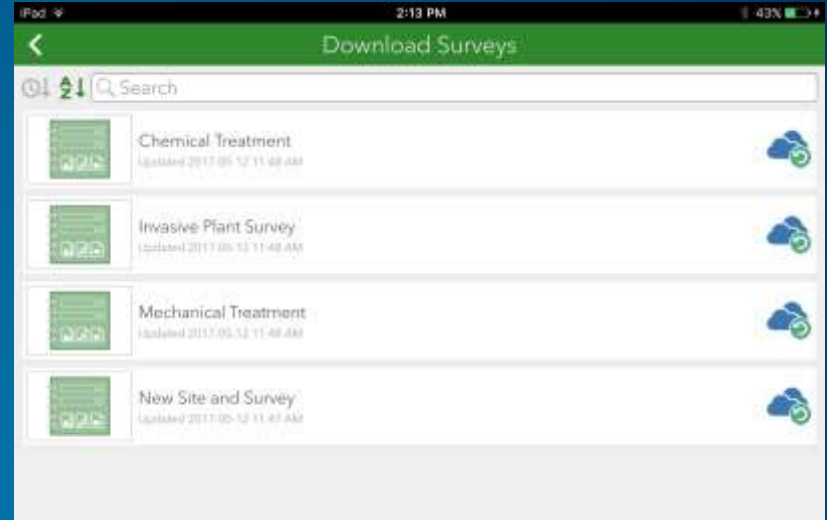 iPad 2:13 PM 43%
Download Surveys
A
Z
Search
Chemical Treatment
Updated 2017-05-12 11:48 AM
Invasive Plant Survey
Updated 2017-05-12 11:48 AM
Mechanical Treatment
Updated 2017-05-12 11:48 AM
New Site and Survey
Updated 2017-05-12 11:47 AM